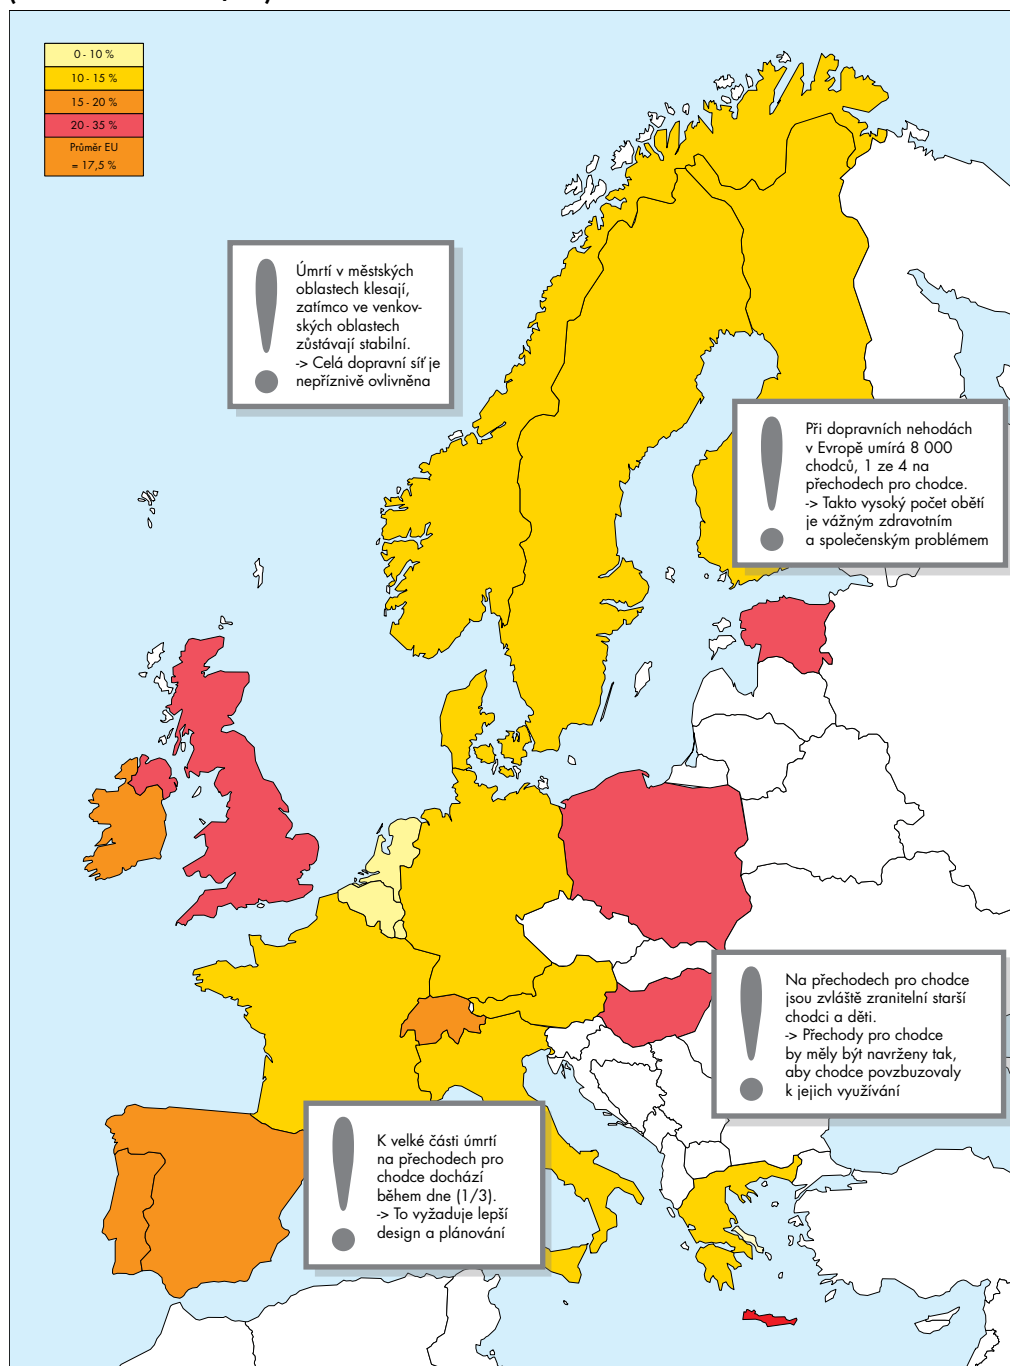 0 - 10 %
10 - 15 %
15 - 20 %
20 - 35 %
Průměr EU
= 17,5 %
Úmrtí v městských
oblastech klesají,
zatímco ve venkov-
ských oblastech
zůstávají stabilní.
-> Celá dopravní síť je
nepříznivě ovlivněna
Při dopravních nehodách
v Evropě umírá 8 000
chodců, 1 ze 4 na
přechodech pro chodce.
-> Takto vysoký počet obětí
je vážným zdravotním
a společenským problémem
Na přechodech pro chodce
jsou zvláště zranitelní starší
chodci a děti.
-> Přechody pro chodce
by měly být navrženy tak,
aby chodce povzbuzovaly
k jejich využívání
K velké části úmrtí
na přechodech pro
chodce dochází
během dne (1/3).
-> To vyžaduje lepší
design a plánování